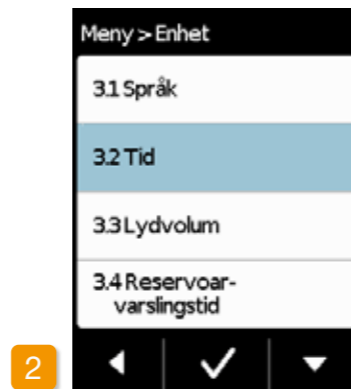 Meny > Enhet
3.1 Språk
3.2 Tid
3.3 Lydvolum
3.4 Reservoar-
varslingstid
2